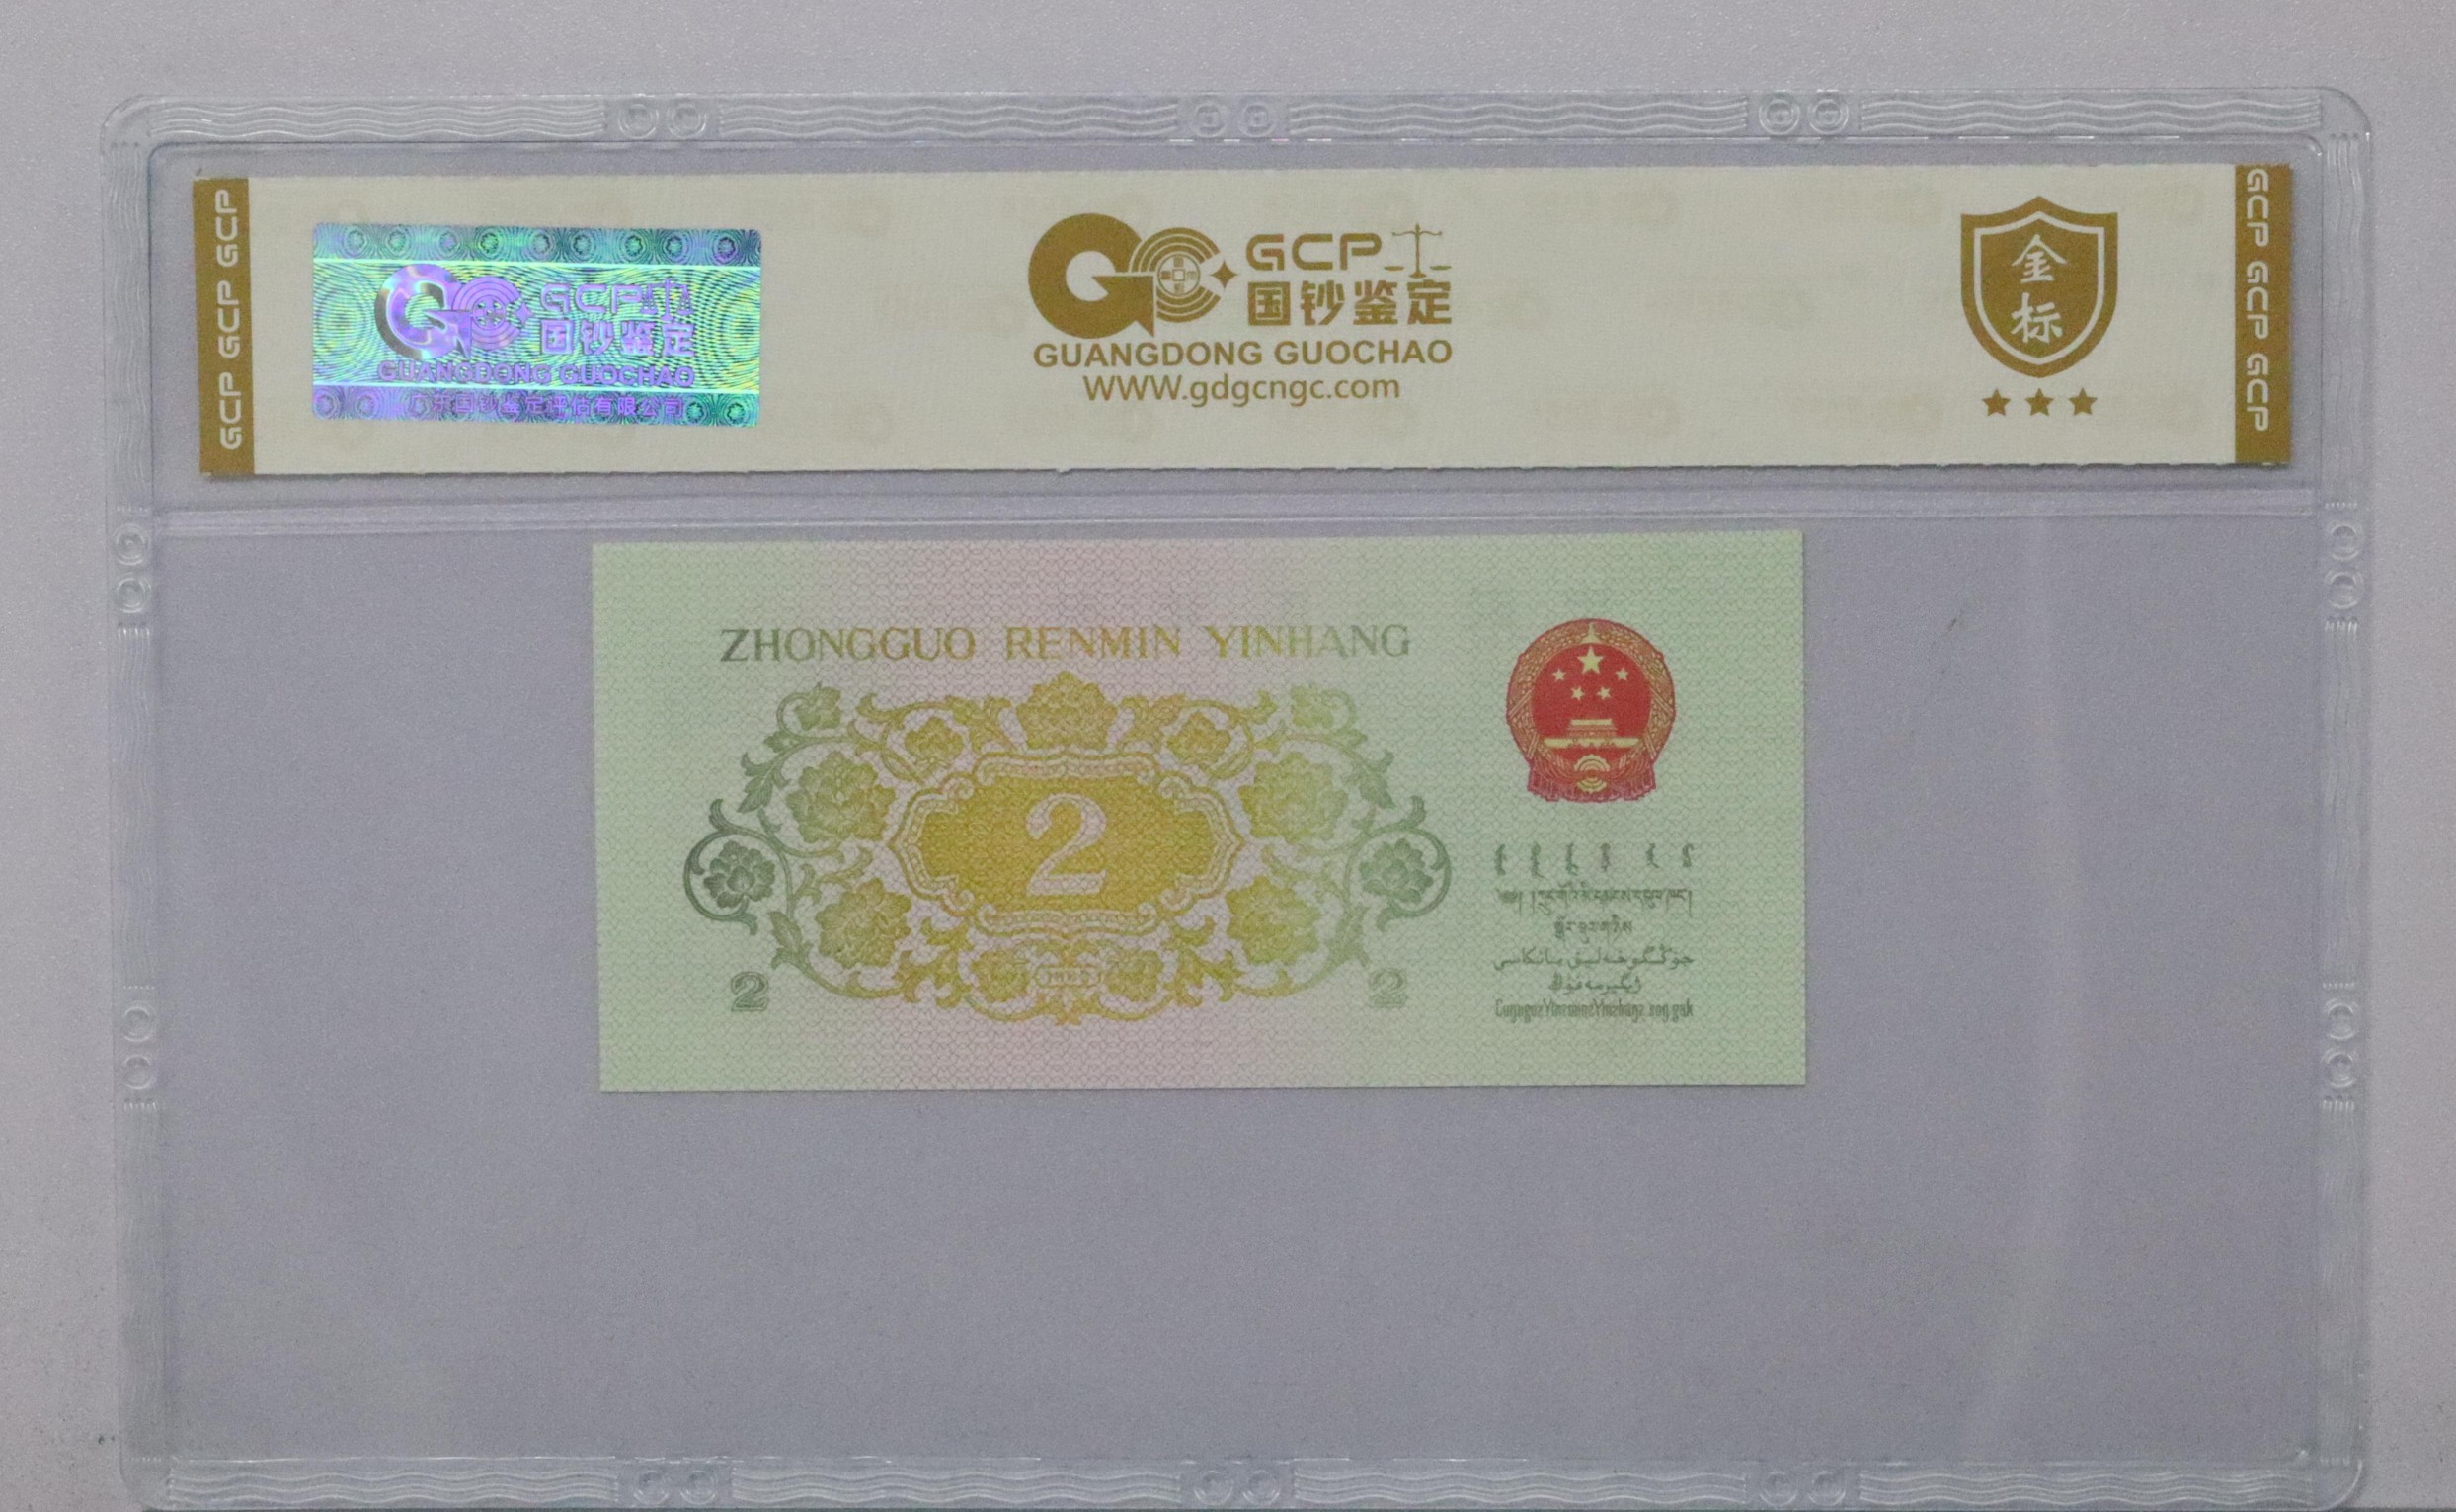 GCP GCP GCP
GCP
国钞鉴定
GUANGDONG GUOCHAO
广东国钞鉴定评估有限公司
GCP
国钞鉴定
GUANGDONG GUOCHAO
WWW.gdgcngc.com
金
标
GCP GCP GCP
ZHONGGUO RENMIN YINHANG
2
2
2
1962